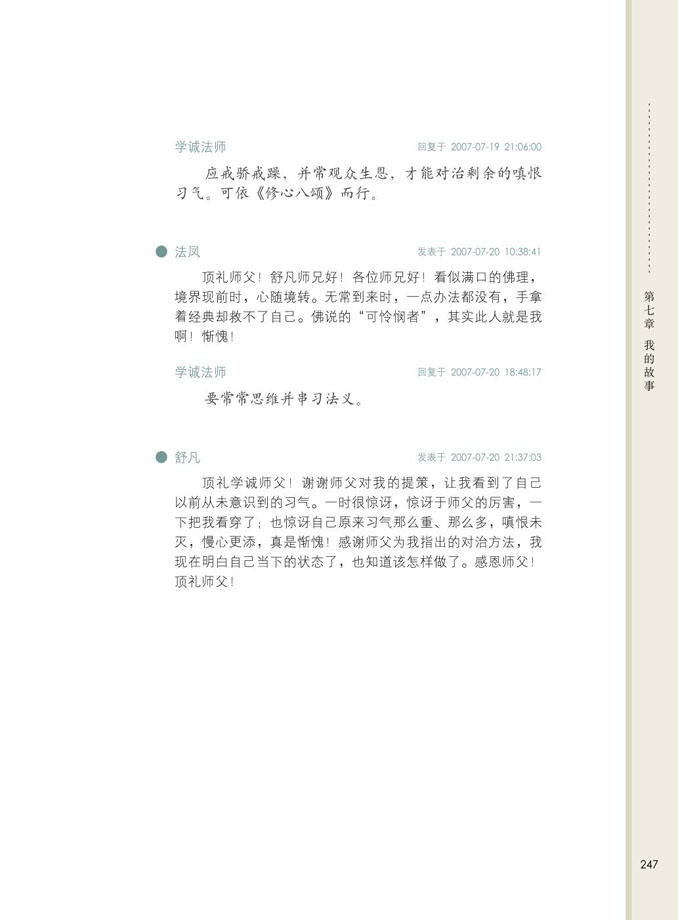 学诚法师 回复于 2007-07-19 21:06:00
应戒骄戒躁，并常观众生恩，才能对治剩余的嗔恨
习气。可依《修心八颂》而行。
法凤 发表于 2007-07-20 10:38:41
顶礼师父！舒凡师兄好！各位师兄好！看似满口的佛理，
境界现前时，心随境转。无常到来时，一点办法都没有，手拿
着经典却救不了自己。佛说的“可怜悯者”，其实此人就是我
啊！惭愧！
学诚法师 回复于 2007-07-20 18:48:17
要常常思维并串习法义。
舒凡 发表于 2007-07-20 21:37:03
顶礼学诚师父！谢谢师父对我的提策，让我看到了自己
以前从未意识到的习气。一时很惊讶，惊讶于师父的厉害，一
下把我看穿了；也惊讶自己原来习气那么重、那么多，嗔恨未
灭，慢心更添，真是惭愧！感谢师父为我指出的对治方法，我
现在明白自己当下的状态了，也知道该怎样做了。感恩师父！
顶礼师父！
第七章 我的故事
247